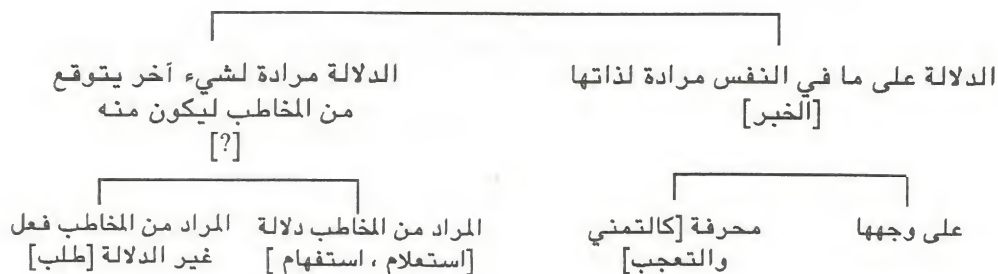 الدلالة على ما في النفس مرادة لذاتها
[الخبر]
الدلالة مرادة لشيء آخر يتوقع
من المخاطب ليكون منه
[?]
على وجهها
محرفة [كالتمني
والتعجب]
المراد من المخاطب دلالة
[استعلام ، استفهام ]
المراد من المخاطب فعل
غير الدلالة [طلب]